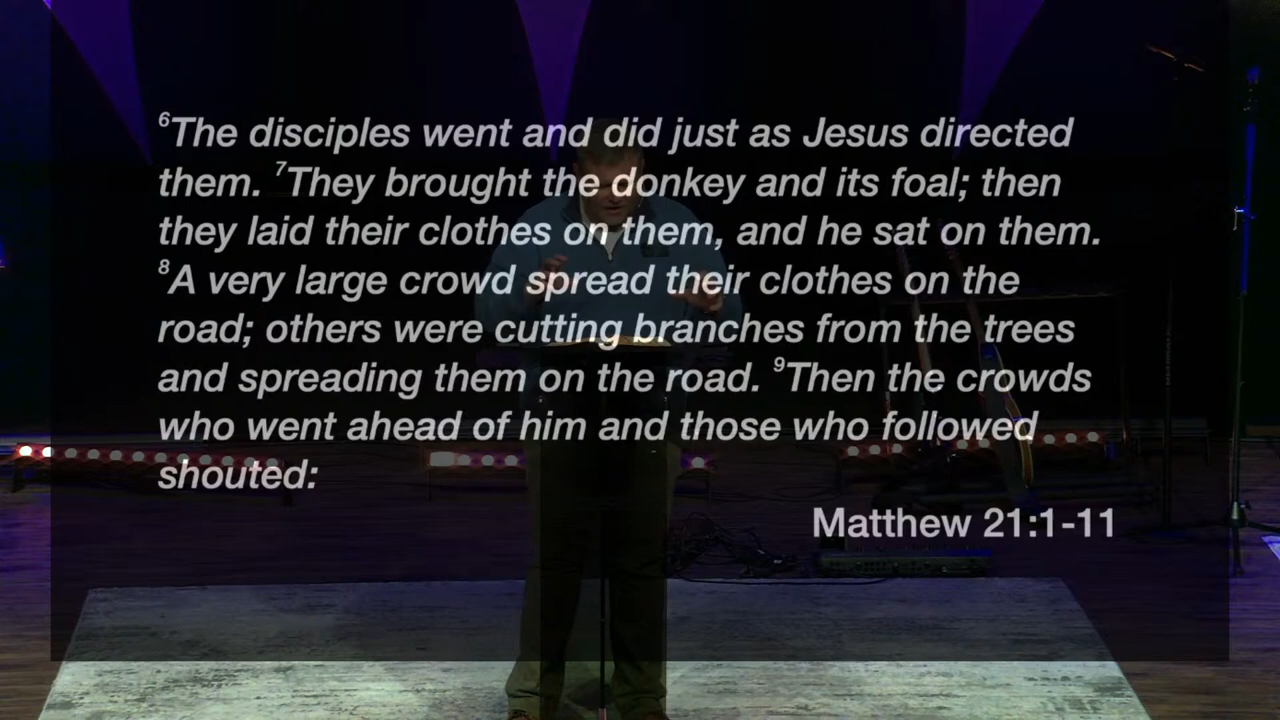 ⁶The disciples went and did just as Jesus directed
them. ⁷They brought the donkey and its foal; then
they laid their clothes on them, and he sat on them.
⁸A very large crowd spread their clothes on the
road; others were cutting branches from the trees
and spreading them on the road. ⁹Then the crowds
who went ahead of him and those who followed
shouted:
Matthew 21:1-11